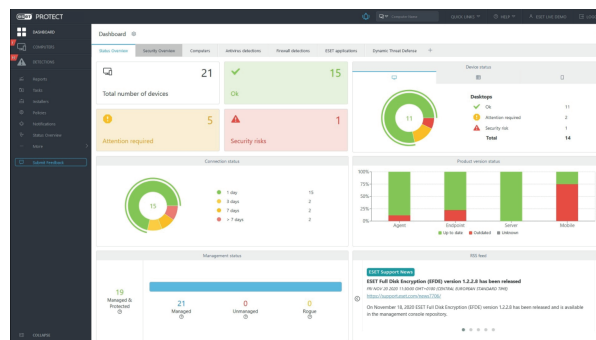 eset PROTECT
Computer Name
QUICK LINKS
HELP
DASHBOARD
COMPUTERS
DETECTIONS
Reports
Tasks
Installers
Policies
Notifications
Status Overview
More
Submit Feedback
COLLAPSE
Dashboard
Status Overview
Security Overview
Computers
Antivirus detections
Firewall detections
ESET applications
Dynamic Threat Defense
21
Total number of devices
15
Ok
5
Attention required
1
Security risks
Device status
11
Desktops
Ok 11
Attention required 2
Security risk 1
Total 14
Connection status
15
1 day 15
3 days 2
7 days 2
> 7 days 2
Product version status
100%
75%
50%
25%
0%
Agent Endpoint Server Mobile
Up to date Outdated Unknown
Management status
19
Managed & Protected
21
Managed
0
Unmanaged
0
Rogue
RSS feed
ESET Support News
ESET Full Disk Encryption (EFDE) version 1.2.2.8 has been released
https://support.eset.com/news7706/
On November 18, 2020 ESET Full Disk Encryption (EFDE) version 1.2.2.8 has been released and is available
in the management console repository.